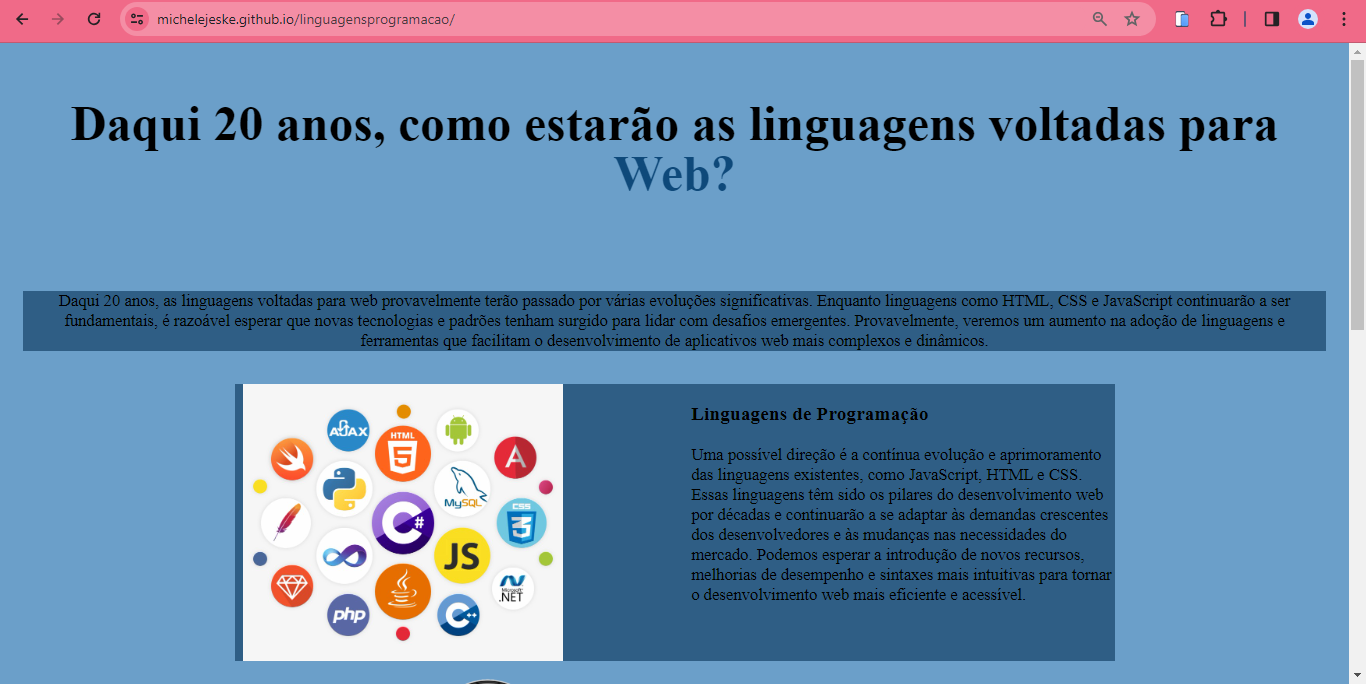 michelejeske.github.io/linguagensprogramacao/
Daqui 20 anos, como estarão as linguagens voltadas para
Web?
Daqui 20 anos, as linguagens voltadas para web provavelmente terão passado por várias evoluções significativas. Enquanto linguagens como HTML, CSS e JavaScript continuarão a ser
fundamentais, é razoável esperar que novas tecnologias e padrões tenham surgido para lidar com desafios emergentes. Provavelmente, veremos um aumento na adoção de linguagens e
ferramentas que facilitam o desenvolvimento de aplicativos web mais complexos e dinâmicos.
AJAX
HTML
5
A
MySQL
CSS
3
C#
JS
Microsoft
.NET
php
C++
Linguagens de Programação
Uma possível direção é a contínua evolução e aprimoramento
das linguagens existentes, como JavaScript, HTML e CSS.
Essas linguagens têm sido os pilares do desenvolvimento web
por décadas e continuarão a se adaptar às demandas crescentes
dos desenvolvedores e às mudanças nas necessidades do
mercado. Podemos esperar a introdução de novos recursos,
melhorias de desempenho e sintaxes mais intuitivas para tornar
o desenvolvimento web mais eficiente e acessível.